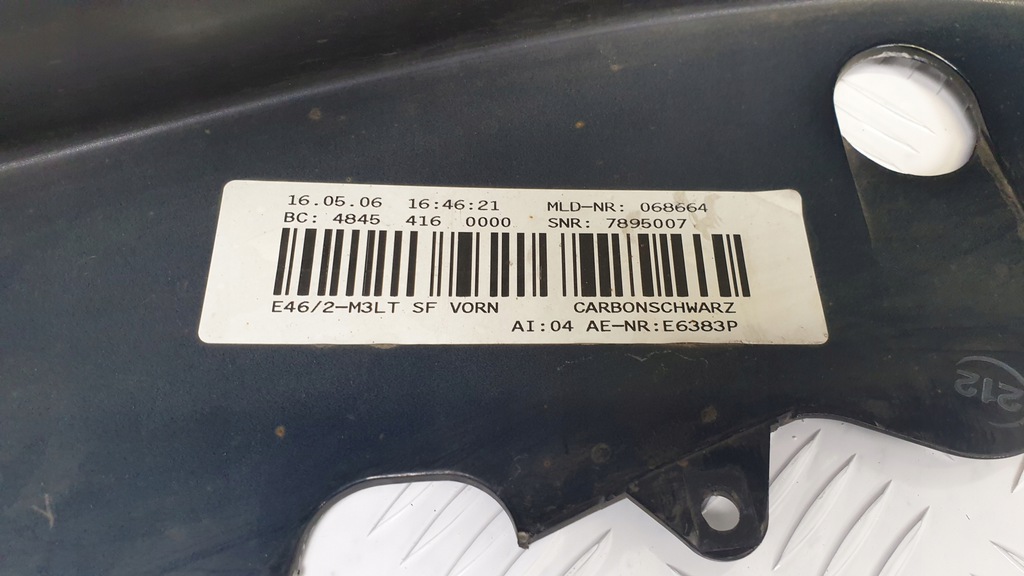 16.05.06 16:46:21 MLD-NR: 068664
BC: 4845 416 0000 SNR: 7895007
E46/2-M3LT SF VORN CARBONSCHWARZ
AI:04 AE-NR:E6383P
212